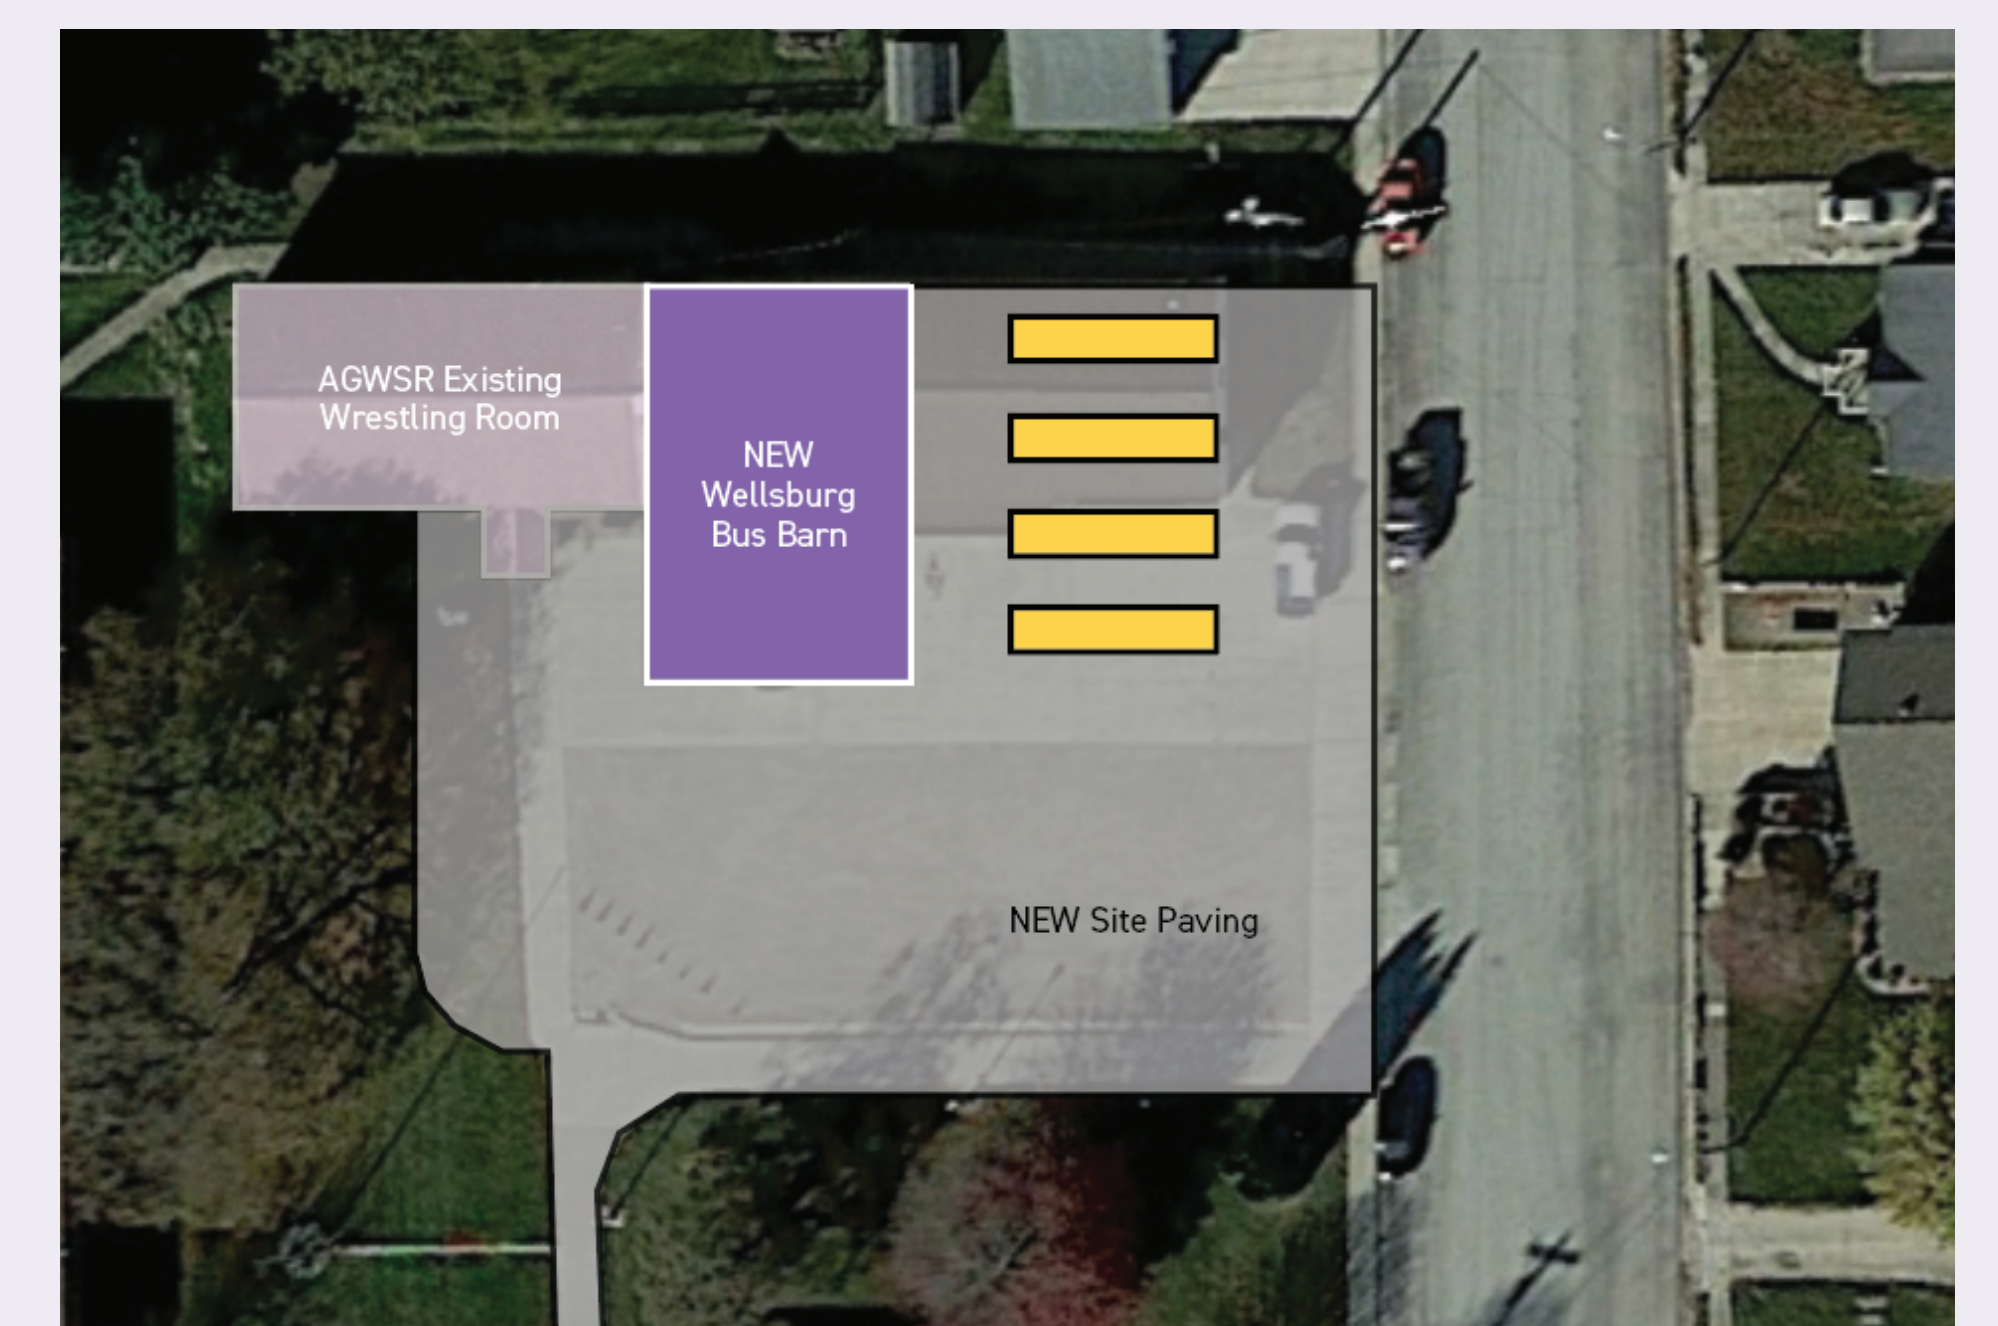 AGWSR Existing
Wrestling Room
NEW
Wellsburg
Bus Barn
NEW Site Paving